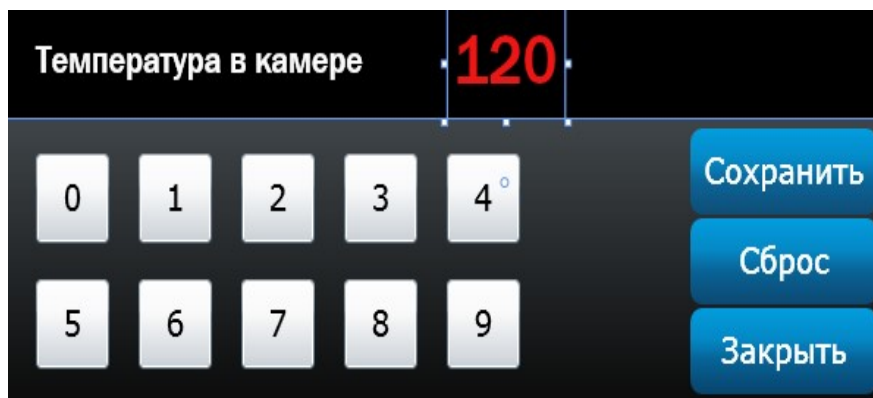 Температура в камере 120
0 1 2 3 4
Сохранить
Сброс
5 6 7 8 9
Закрыть